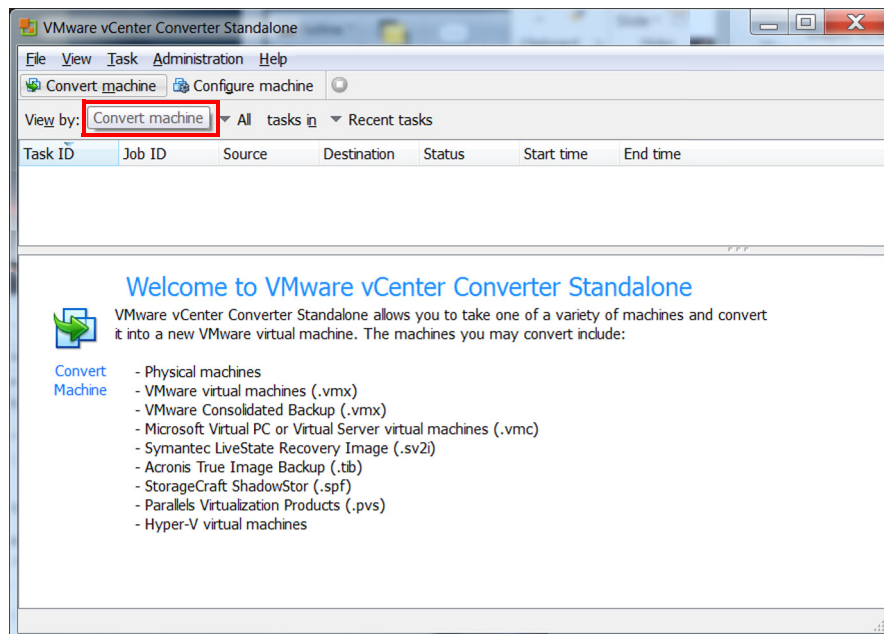 VMware vCenter Converter Standalone
File View Task Administration Help
Convert machine Configure machine
View by: Convert machine All tasks in Recent tasks
Task ID Job ID Source Destination Status Start time End time
Welcome to VMware vCenter Converter Standalone
VMware vCenter Converter Standalone allows you to take one of a variety of machines and convert
it into a new VMware virtual machine. The machines you may convert include:
Convert
Machine
- Physical machines
- VMware virtual machines (.vmx)
- VMware Consolidated Backup (.vmx)
- Microsoft Virtual PC or Virtual Server virtual machines (.vmc)
- Symantec LiveState Recovery Image (.sv2i)
- Acronis True Image Backup (.tib)
- StorageCraft ShadowStor (.spf)
- Parallels Virtualization Products (.pvs)
- Hyper-V virtual machines